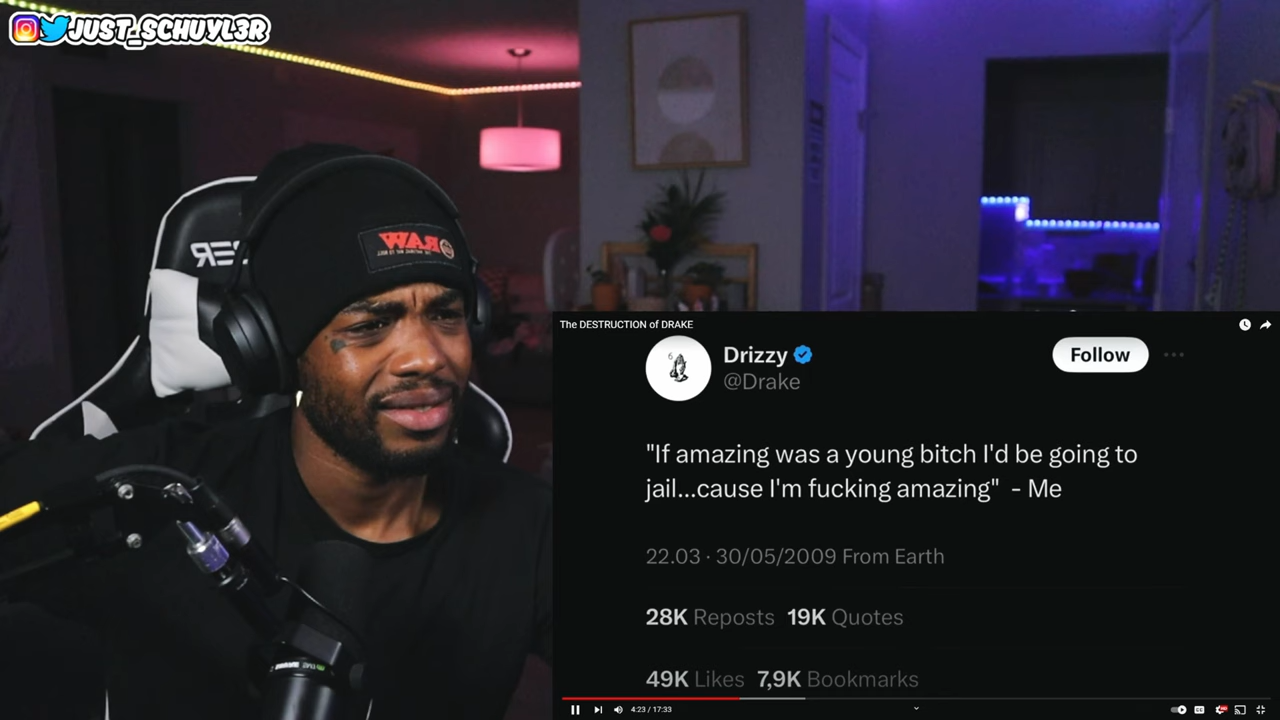 JUST_SCHUYL3R
RAW
The DESTRUCTION of DRAKE
Drizzy
@Drake
Follow
"If amazing was a young bitch I'd be going to
jail...cause I'm fucking amazing" - Me
22.03 · 30/05/2009 From Earth
28K Reposts 19K Quotes
49K Likes 7,9K Bookmarks
4:23 / 17:33